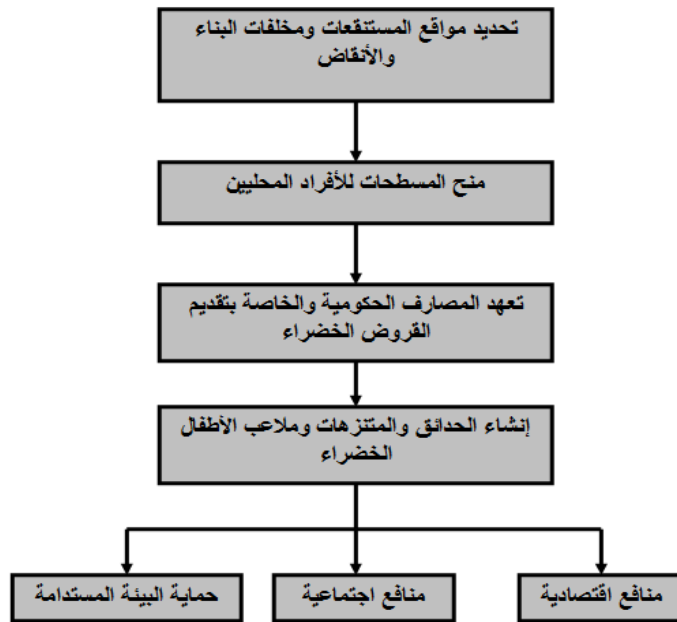 تحديد مواقع المستنقعات ومخلفات البناء
والأنقاض
منح المسطحات للأفراد المحليين
تعهد المصارف الحكومية والخاصة بتقديم
القروض الخضراء
إنشاء الحدائق والمتنزهات وملاعب الأطفال
الخضراء
منافع اقتصادية
منافع اجتماعية
حماية البيئة المستدامة